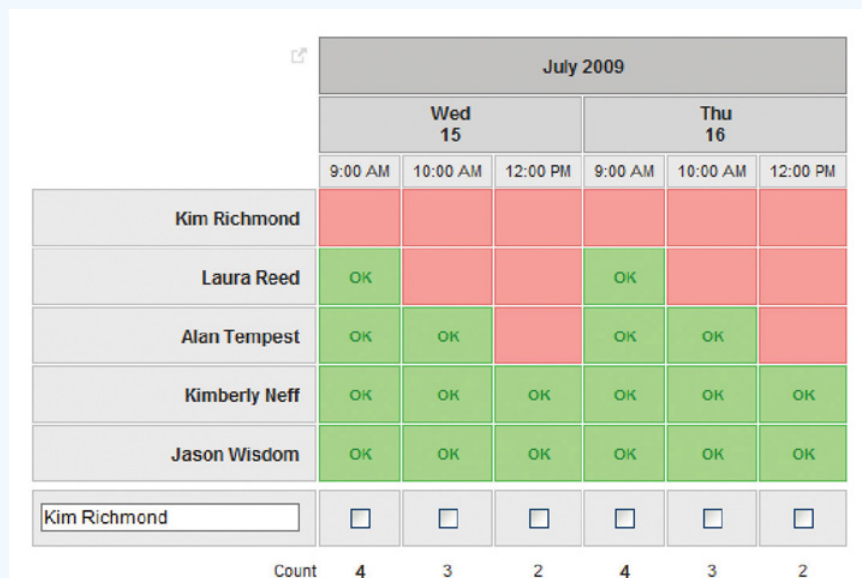 July 2009
Wed Thu
15 16
9:00 AM 10:00 AM 12:00 PM 9:00 AM 10:00 AM 12:00 PM
Kim Richmond
Laura Reed OK OK
Alan Tempest OK OK OK OK
Kimberly Neff OK OK OK OK OK OK
Jason Wisdom OK OK OK OK OK OK
Kim Richmond
Count 4 3 2 4 3 2